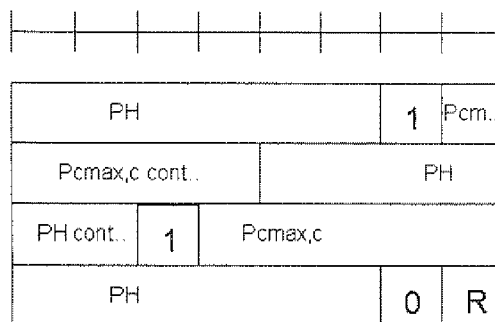 PH 1 Pcm..
Pcmax,c cont.. PH
PH cont.. 1 Pcmax,c
PH 0 R